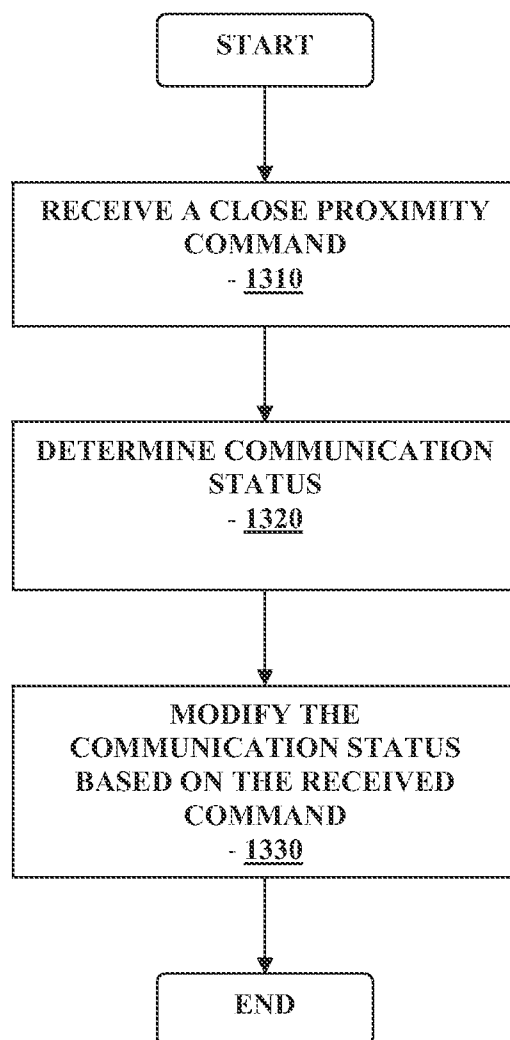 START
RECEIVE A CLOSE PROXIMITY
COMMAND
- 1310
DETERMINE COMMUNICATION
STATUS
- 1320
MODIFY THE
COMMUNICATION STATUS
BASED ON THE RECEIVED
COMMAND
- 1330
END